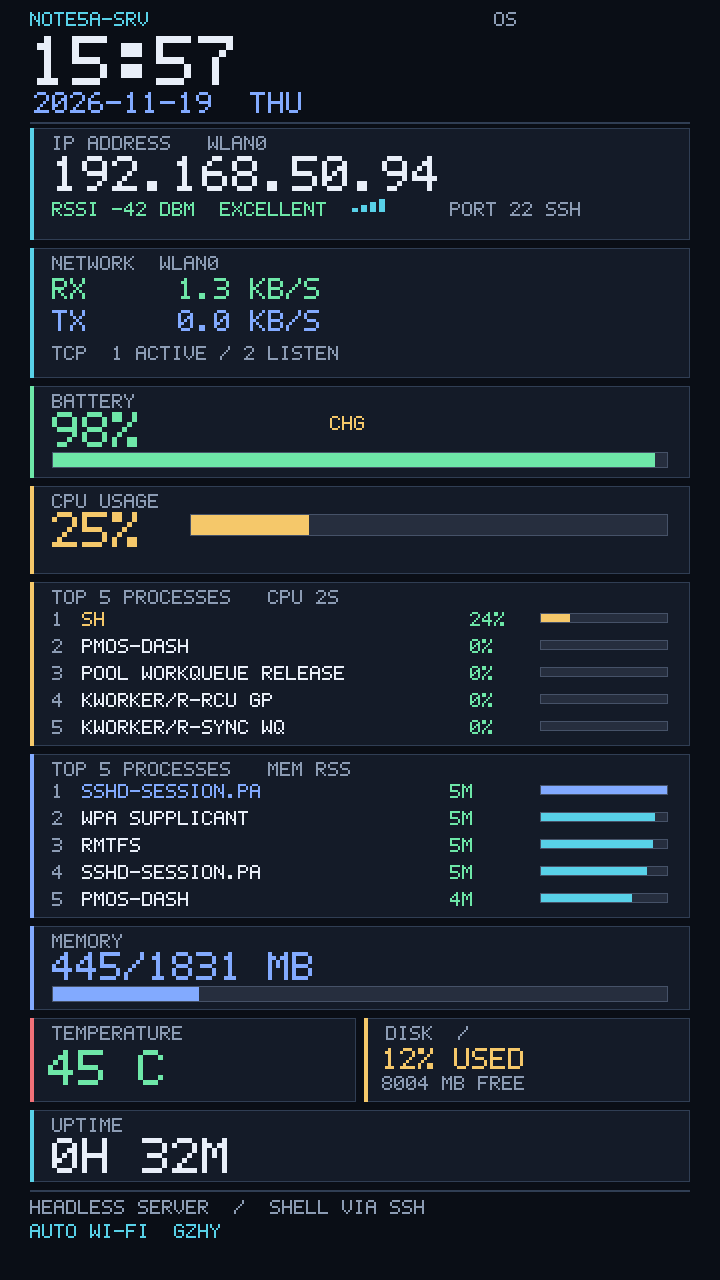 NOTE5A-SRV OS
15:57
2026-11-19 THU
IP ADDRESS WLAN0
192.168.50.94
RSSI -42 DBM EXCELLENT PORT 22 SSH
NETWORK WLAN0
RX 1.3 KB/S
TX 0.0 KB/S
TCP 1 ACTIVE / 2 LISTEN
BATTERY
98% CHG
CPU USAGE
25%
TOP 5 PROCESSES CPU 2S
1 SH 24%
2 PMOS-DASH 0%
3 POOL WORKQUEUE RELEASE 0%
4 KWORKER/R-RCU GP 0%
5 KWORKER/R-SYNC WQ 0%
TOP 5 PROCESSES MEM RSS
1 SSHD-SESSION.PA 5M
2 WPA SUPPLICANT 5M
3 RMTFS 5M
4 SSHD-SESSION.PA 5M
5 PMOS-DASH 4M
MEMORY
445/1831 MB
TEMPERATURE
45 C
DISK /
12% USED
8004 MB FREE
UPTIME
0H 32M
HEADLESS SERVER / SHELL VIA SSH
AUTO WI-FI GZHY